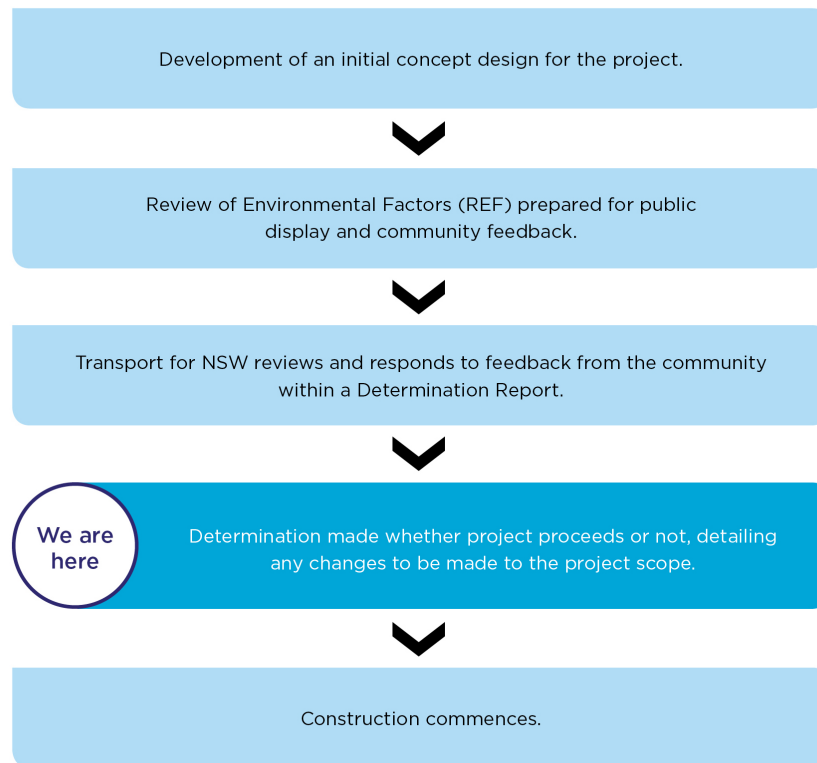 Development of an initial concept design for the project.
Review of Environmental Factors (REF) prepared for public
display and community feedback.
Transport for NSW reviews and responds to feedback from the community
within a Determination Report.
We are
here
Determination made whether project proceeds or not, detailing
any changes to be made to the project scope.
Construction commences.